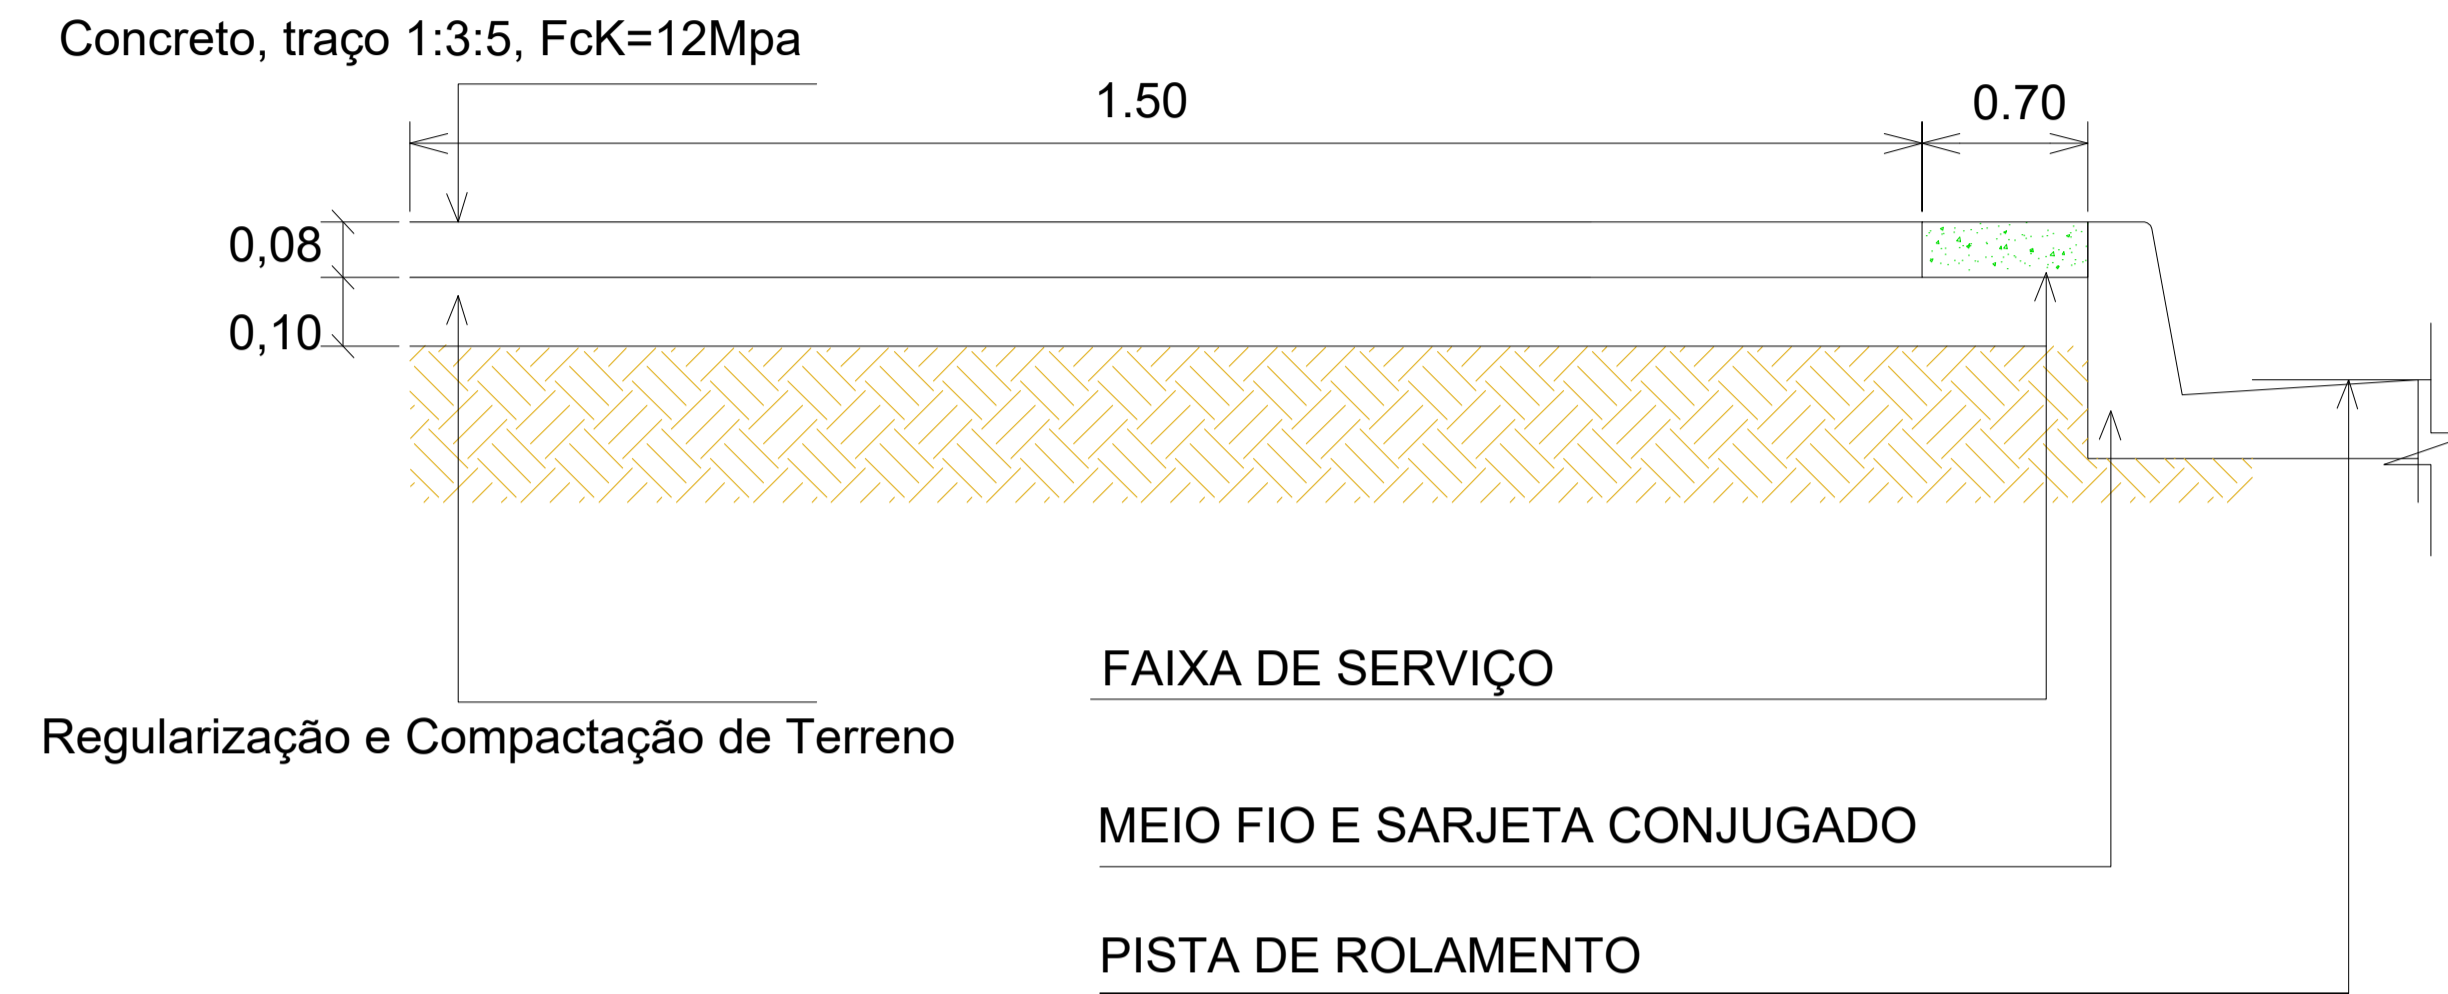 Concreto, traço 1:3:5, FcK=12Mpa
1.50
0.70
0,08
0,10
FAIXA DE SERVIÇO
Regularização e Compactação de Terreno
MEIO FIO E SARJETA CONJUGADO
PISTA DE ROLAMENTO